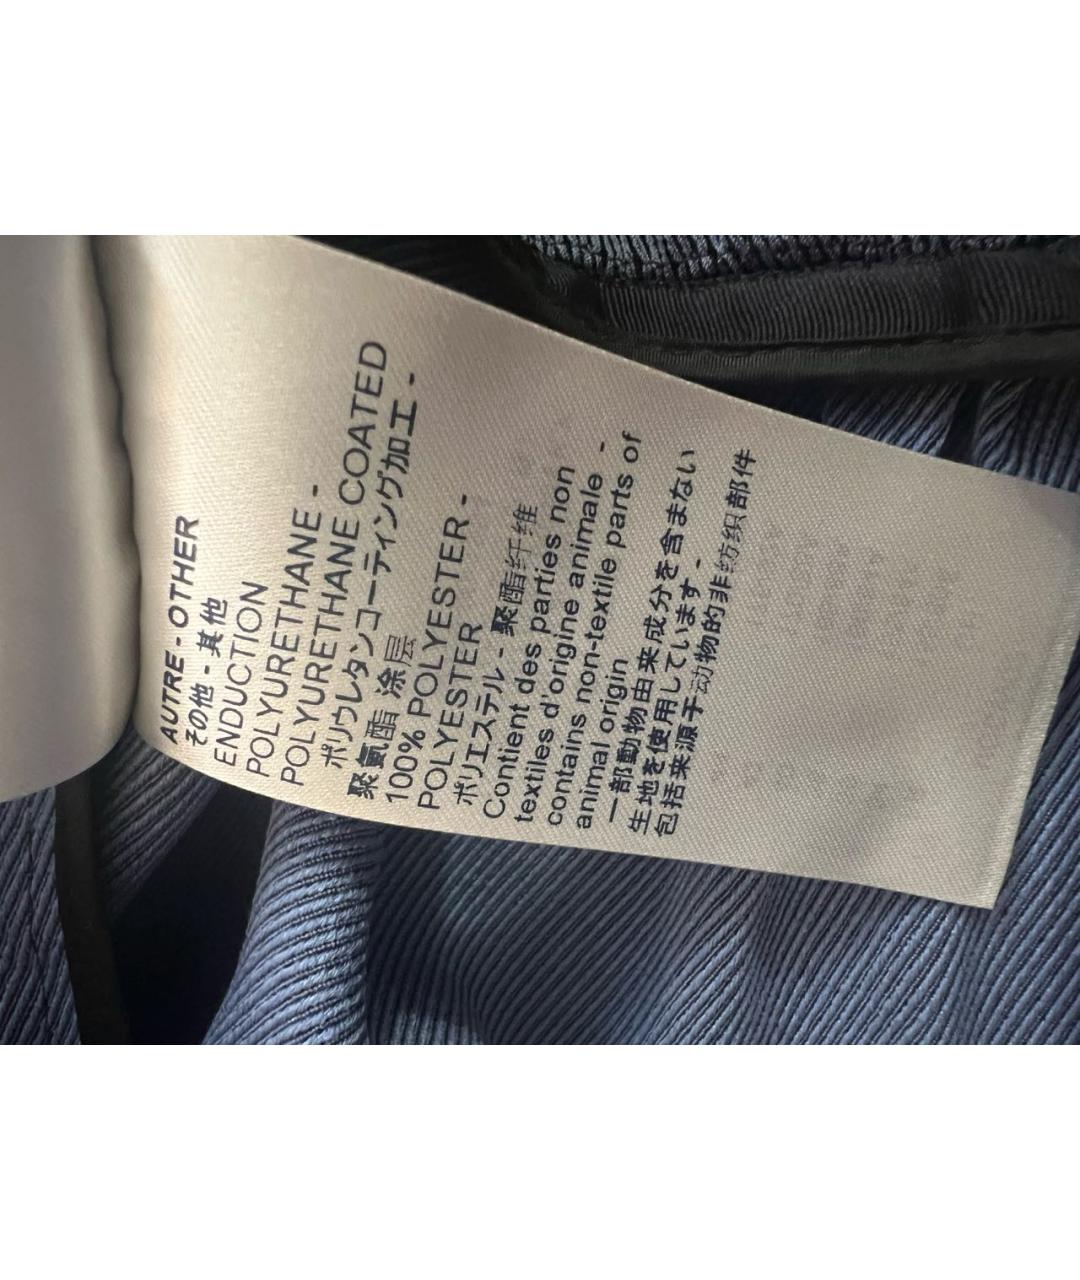 AUTRE - OTHER
その他 - 其他
ENDUCTION
POLYURETHANE -
POLYURETHANE COATED
ポリウレタンコーティング加工 -
聚氨酯 涂层
100% POLYESTER -
POLYESTER
ポリエステル - 聚酯纤维
Contient des parties non
textiles d'origine animale -
contains non-textile parts of
animal origin
一部動物由来成分を含まない
生地を使用しています -
包括来源于动物的非纺织部件